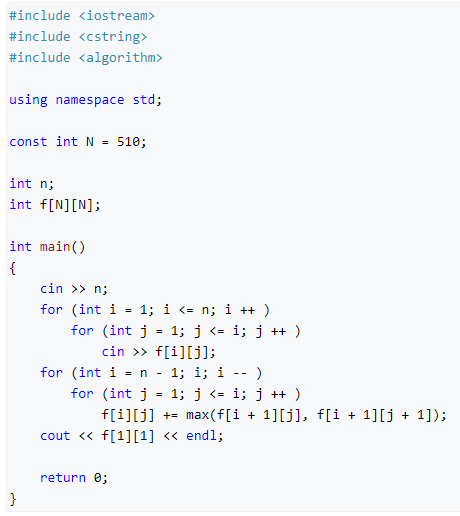 #include <iostream>
#include <cstring>
#include <algorithm>

using namespace std;

const int N = 510;

int n;
int f[N][N];

int main()
{
    cin >> n;
    for (int i = 1; i <= n; i ++ )
        for (int j = 1; j <= i; j ++ )
            cin >> f[i][j];
    for (int i = n - 1; i; i -- )
        for (int j = 1; j <= i; j ++ )
            f[i][j] += max(f[i + 1][j], f[i + 1][j + 1]);
    cout << f[1][1] << endl;

    return 0;
}